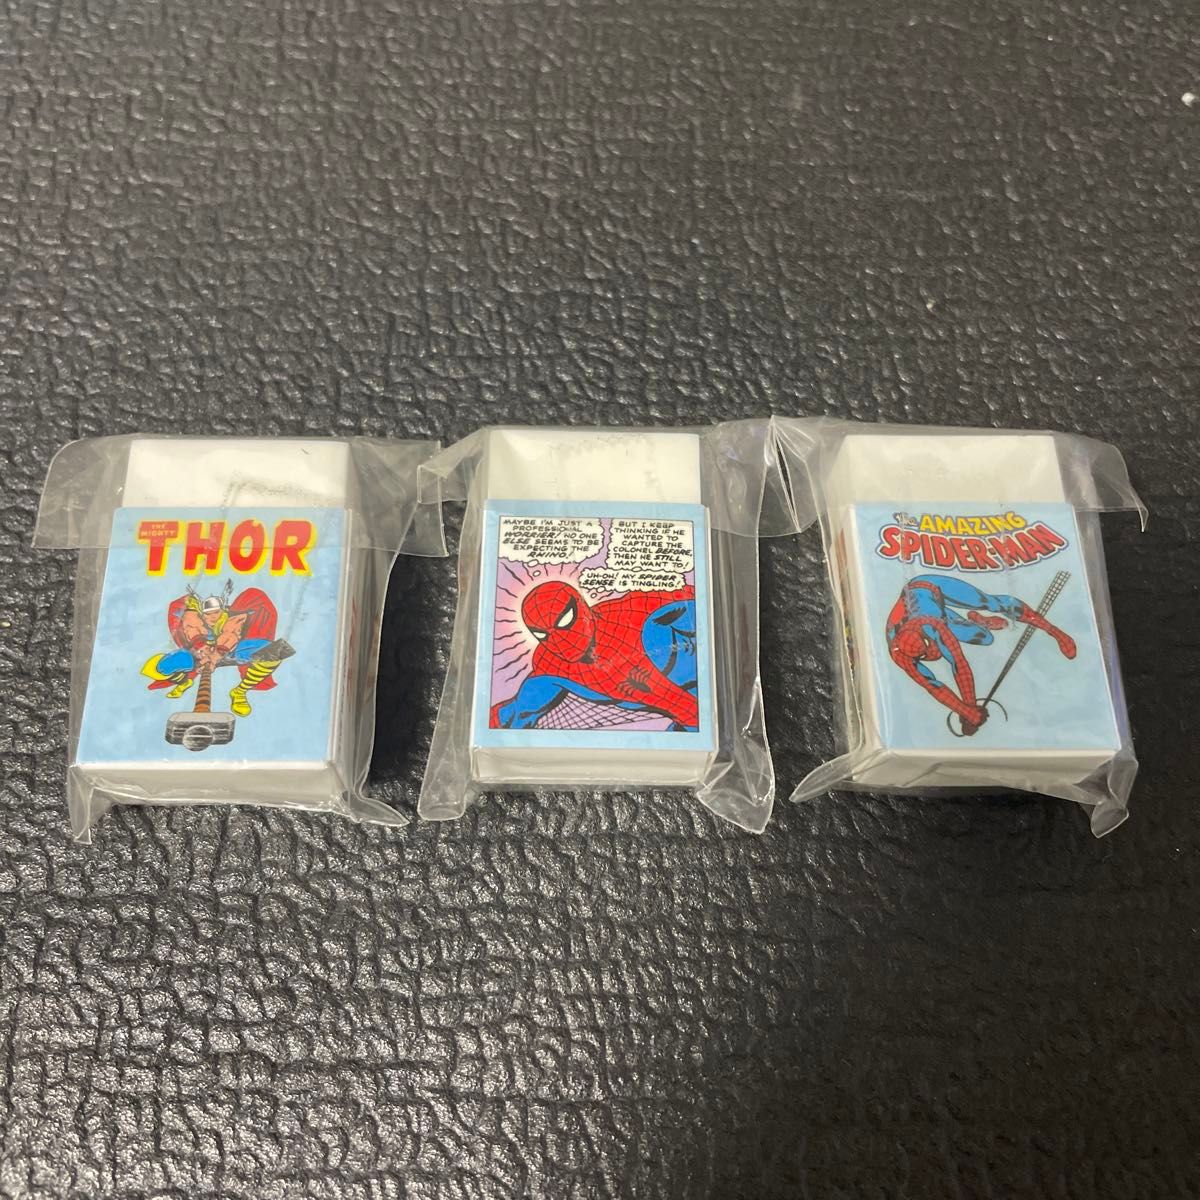 THE
MIGHTY
THOR
MAYBE I'M JUST A
PROFESSIONAL
WORRIER! NO ONE
ELSE SEEMS TO BE
EXPECTING THE
RHINO!
BUT I KEEP
THINKING IF HE
WANTED TO
CAPTURE THE
COLONEL BEFORE,
THEN HE STILL
MAY WANT TO!
UH-OH! MY SPIDER
SENSE IS TINGLING!
The AMAZING
SPIDER-MAN